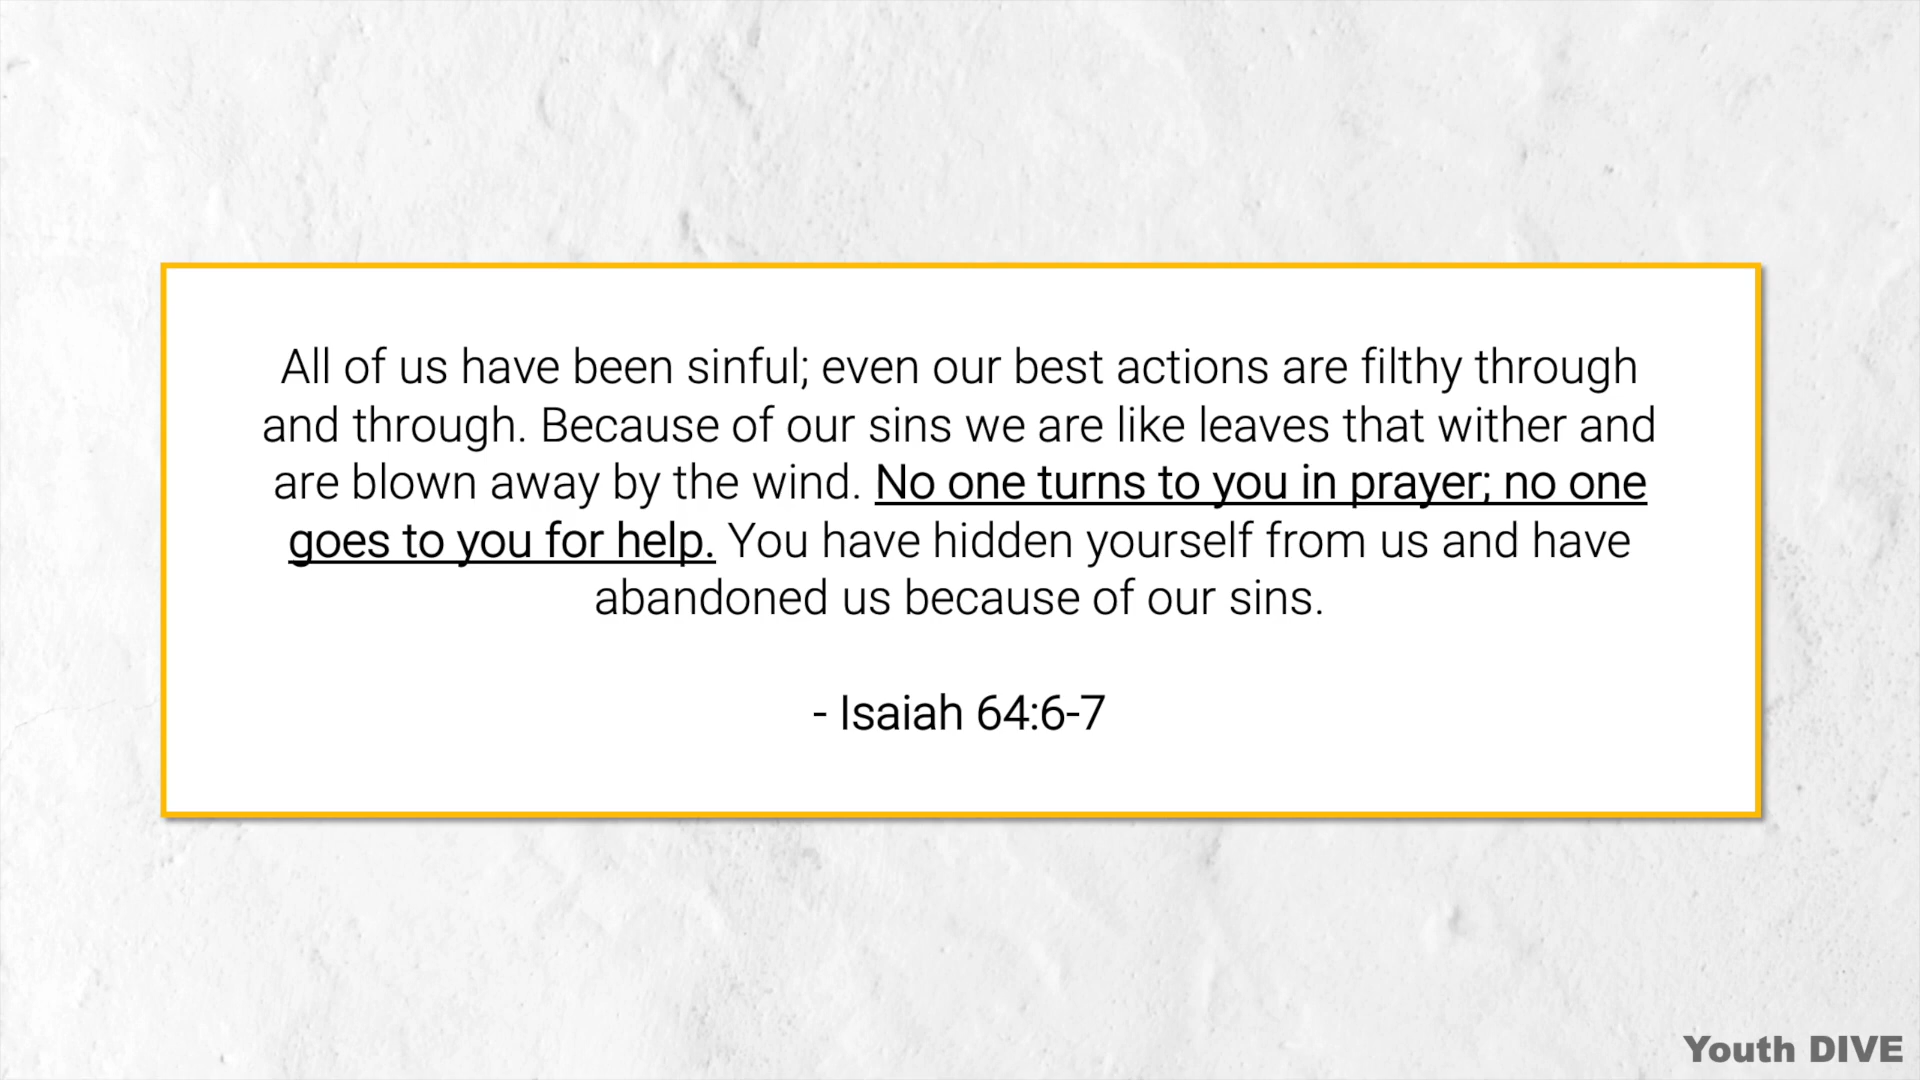 All of us have been sinful; even our best actions are filthy through
and through. Because of our sins we are like leaves that wither and
are blown away by the wind. No one turns to you in prayer; no one
goes to you for help. You have hidden yourself from us and have
abandoned us because of our sins.
- Isaiah 64:6-7
Youth DIVE